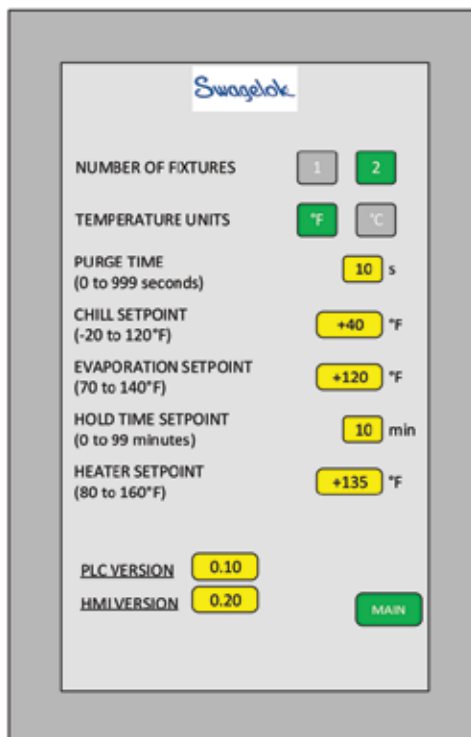 Swagelok
NUMBER OF FIXTURES 1 2
TEMPERATURE UNITS °F °C
PURGE TIME
(0 to 999 seconds) 10 s
CHILL SETPOINT
(-20 to 120°F) +40 °F
EVAPORATION SETPOINT
(70 to 140°F) +120 °F
HOLD TIME SETPOINT
(0 to 99 minutes) 10 min
HEATER SETPOINT
(80 to 160°F) +135 °F
PLC VERSION 0.10
HMI VERSION 0.20
MAIN